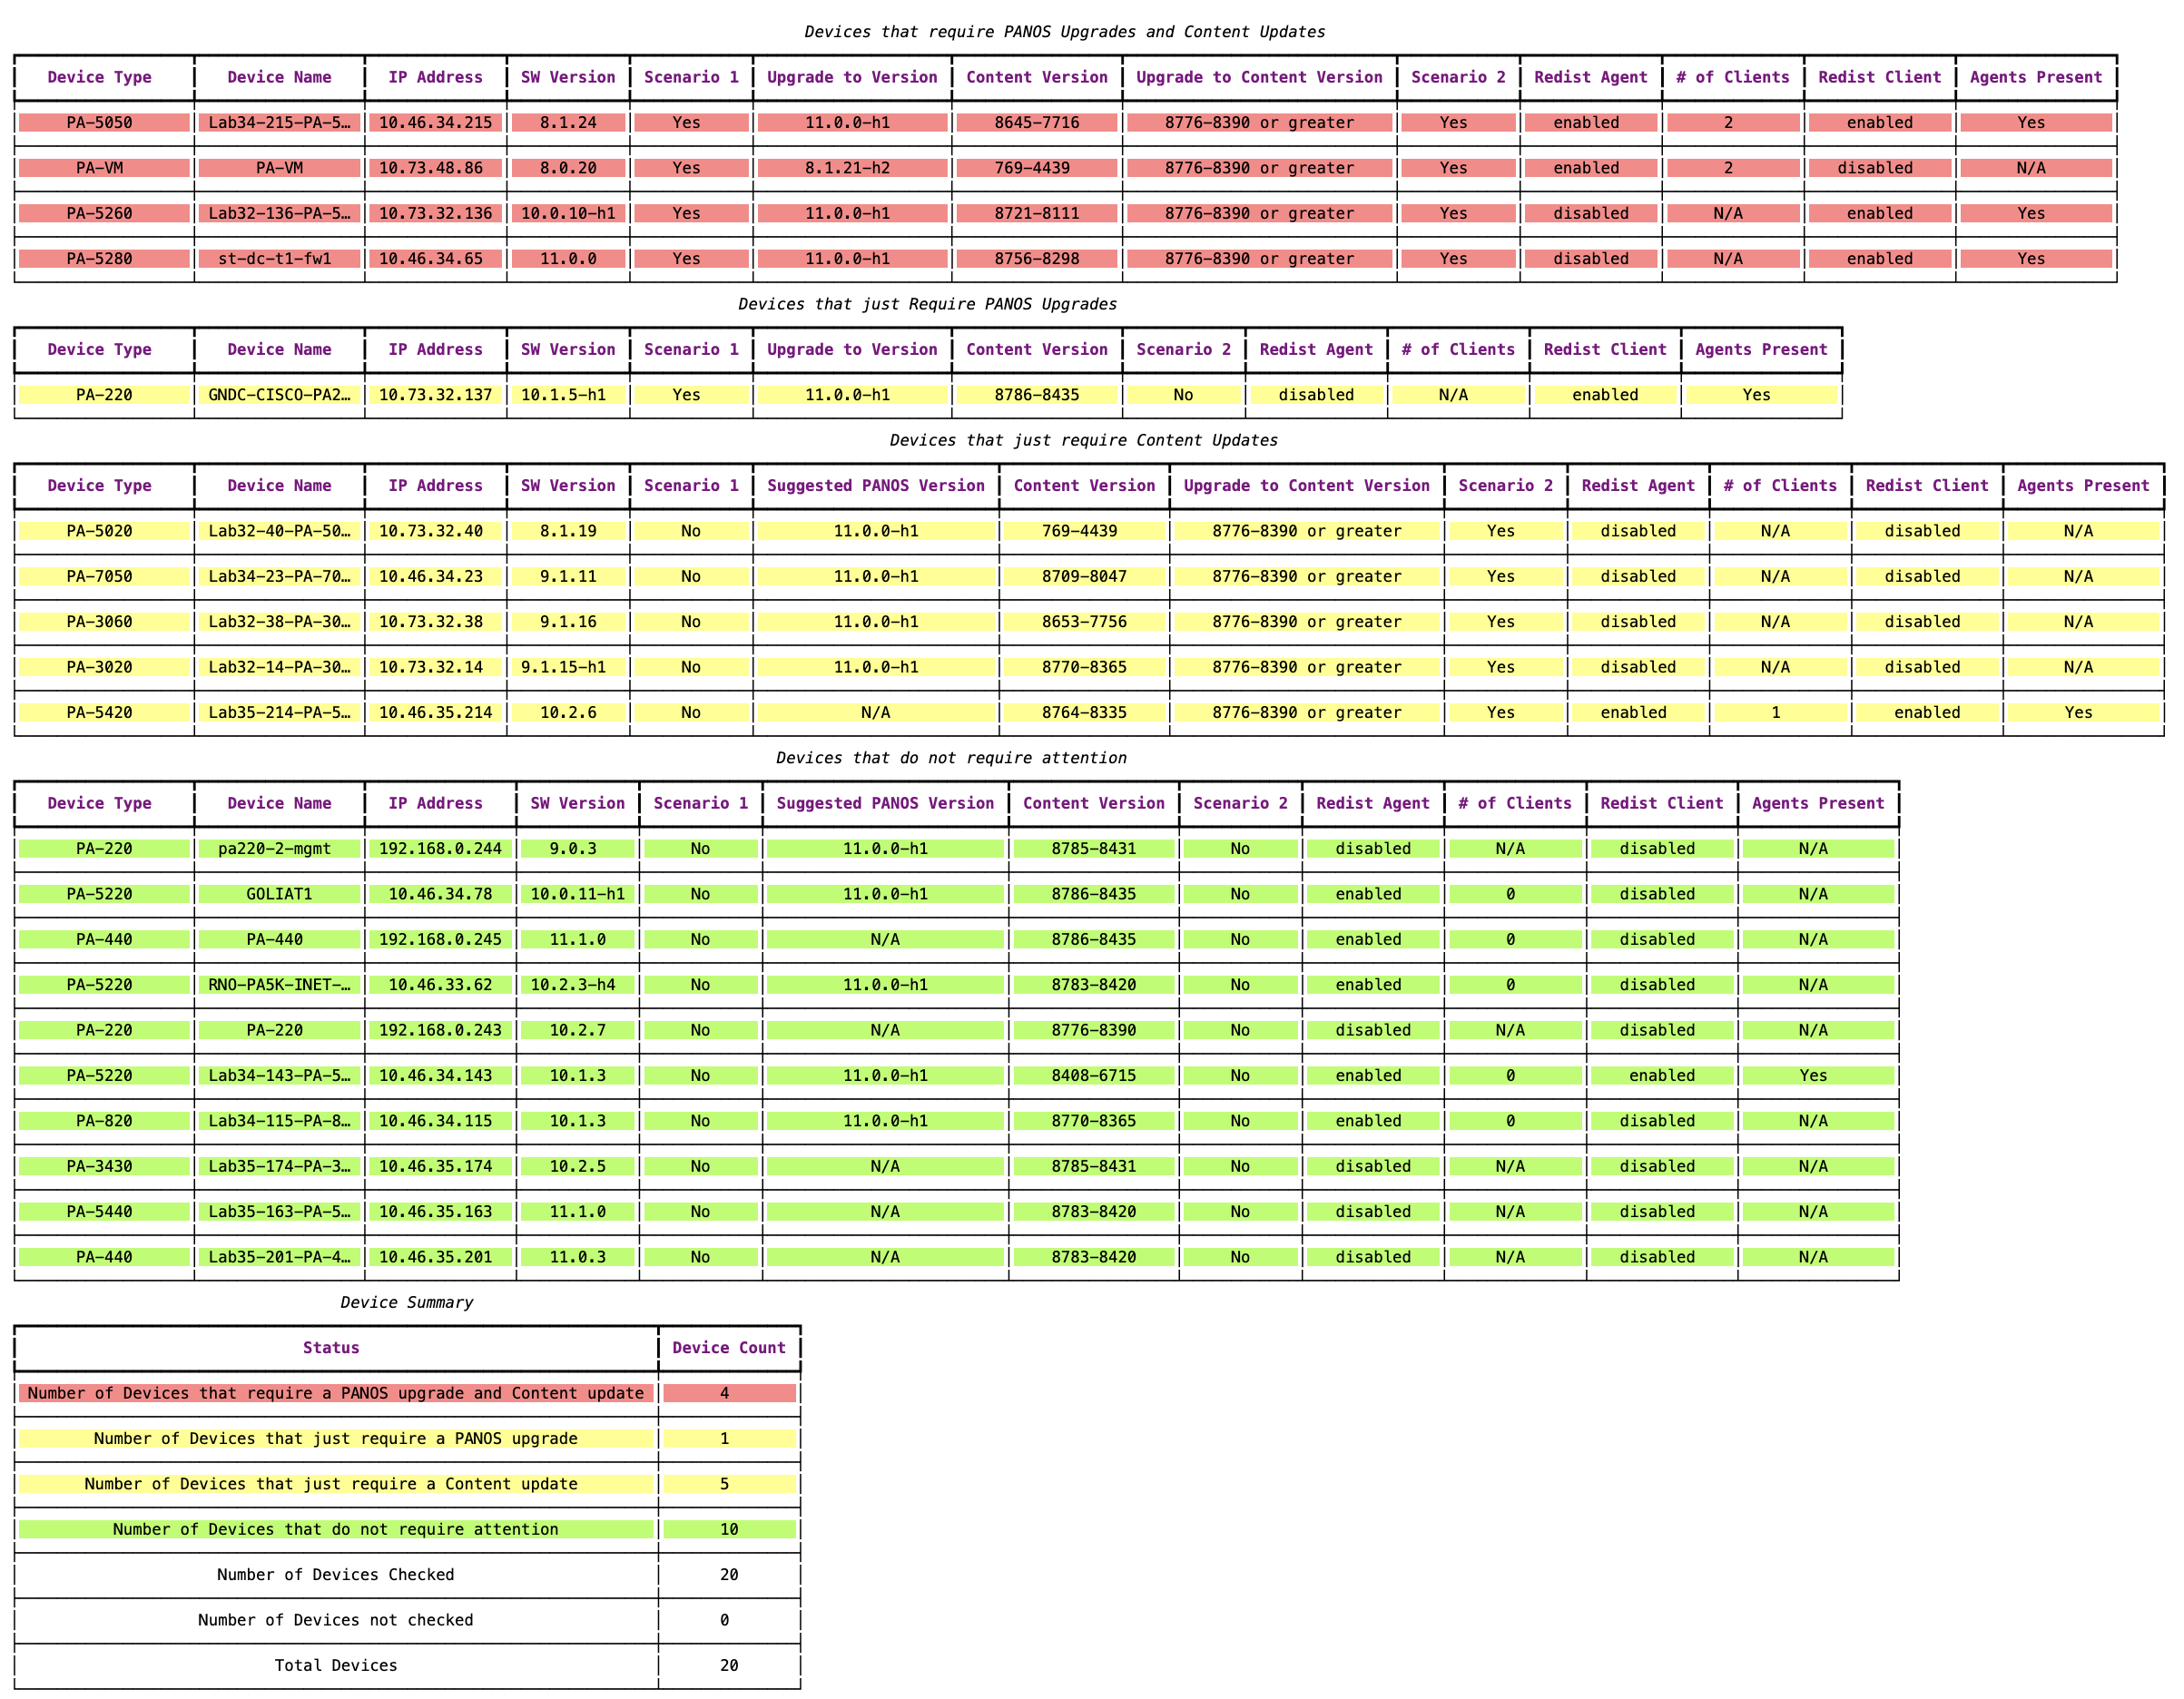 Devices that require PANOS Upgrades and Content Updates
Device Type Device Name IP Address SW Version Scenario 1 Upgrade to Version Content Version Upgrade to Content Version Scenario 2 Redist Agent # of Clients Redist Client Agents Present
PA-5050 Lab34-215-PA-5… 10.46.34.215 8.1.24 Yes 11.0.0-h1 8645-7716 8776-8390 or greater Yes enabled 2 enabled Yes
PA-VM PA-VM 10.73.48.86 8.0.20 Yes 8.1.21-h2 769-4439 8776-8390 or greater Yes enabled 2 disabled N/A
PA-5260 Lab32-136-PA-5… 10.73.32.136 10.0.10-h1 Yes 11.0.0-h1 8721-8111 8776-8390 or greater Yes disabled N/A enabled Yes
PA-5280 st-dc-t1-fw1 10.46.34.65 11.0.0 Yes 11.0.0-h1 8756-8298 8776-8390 or greater Yes disabled N/A enabled Yes
Devices that just Require PANOS Upgrades
Device Type Device Name IP Address SW Version Scenario 1 Upgrade to Version Content Version Scenario 2 Redist Agent # of Clients Redist Client Agents Present
PA-220 GNDC-CISCO-PA2… 10.73.32.137 10.1.5-h1 Yes 11.0.0-h1 8786-8435 No disabled N/A enabled Yes
Devices that just require Content Updates
Device Type Device Name IP Address SW Version Scenario 1 Suggested PANOS Version Content Version Upgrade to Content Version Scenario 2 Redist Agent # of Clients Redist Client Agents Present
PA-5020 Lab32-40-PA-50… 10.73.32.40 8.1.19 No 11.0.0-h1 769-4439 8776-8390 or greater Yes disabled N/A disabled N/A
PA-7050 Lab34-23-PA-70… 10.46.34.23 9.1.11 No 11.0.0-h1 8709-8047 8776-8390 or greater Yes disabled N/A disabled N/A
PA-3060 Lab32-38-PA-30… 10.73.32.38 9.1.16 No 11.0.0-h1 8653-7756 8776-8390 or greater Yes disabled N/A disabled N/A
PA-3020 Lab32-14-PA-30… 10.73.32.14 9.1.15-h1 No 11.0.0-h1 8770-8365 8776-8390 or greater Yes disabled N/A disabled N/A
PA-5420 Lab35-214-PA-5… 10.46.35.214 10.2.6 No N/A 8764-8335 8776-8390 or greater Yes enabled 1 enabled Yes
Devices that do not require attention
Device Type Device Name IP Address SW Version Scenario 1 Suggested PANOS Version Content Version Scenario 2 Redist Agent # of Clients Redist Client Agents Present
PA-220 pa220-2-mgmt 192.168.0.244 9.0.3 No 11.0.0-h1 8785-8431 No disabled N/A disabled N/A
PA-5220 GOLIAT1 10.46.34.78 10.0.11-h1 No 11.0.0-h1 8786-8435 No enabled 0 disabled N/A
PA-440 PA-440 192.168.0.245 11.1.0 No N/A 8786-8435 No enabled 0 disabled N/A
PA-5220 RNO-PA5K-INET-… 10.46.33.62 10.2.3-h4 No 11.0.0-h1 8783-8420 No enabled 0 disabled N/A
PA-220 PA-220 192.168.0.243 10.2.7 No N/A 8776-8390 No disabled N/A disabled N/A
PA-5220 Lab34-143-PA-5… 10.46.34.143 10.1.3 No 11.0.0-h1 8408-6715 No enabled 0 enabled Yes
PA-820 Lab34-115-PA-8… 10.46.34.115 10.1.3 No 11.0.0-h1 8770-8365 No enabled 0 disabled N/A
PA-3430 Lab35-174-PA-3… 10.46.35.174 10.2.5 No N/A 8785-8431 No disabled N/A disabled N/A
PA-5440 Lab35-163-PA-5… 10.46.35.163 11.1.0 No N/A 8783-8420 No disabled N/A disabled N/A
PA-440 Lab35-201-PA-4… 10.46.35.201 11.0.3 No N/A 8783-8420 No disabled N/A disabled N/A
Device Summary
Status Device Count
Number of Devices that require a PANOS upgrade and Content update 4
Number of Devices that just require a PANOS upgrade 1
Number of Devices that just require a Content update 5
Number of Devices that do not require attention 10
Number of Devices Checked 20
Number of Devices not checked 0
Total Devices 20